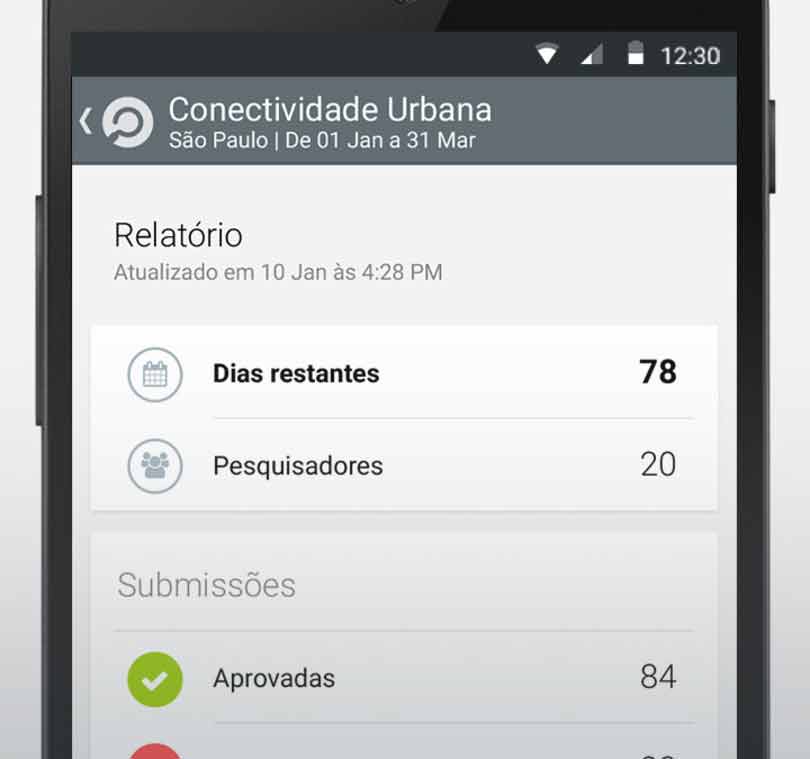 12:30
Conectividade Urbana
São Paulo | De 01 Jan a 31 Mar
Relatório
Atualizado em 10 Jan às 4:28 PM
Dias restantes 78
Pesquisadores 20
Submissões
Aprovadas 84